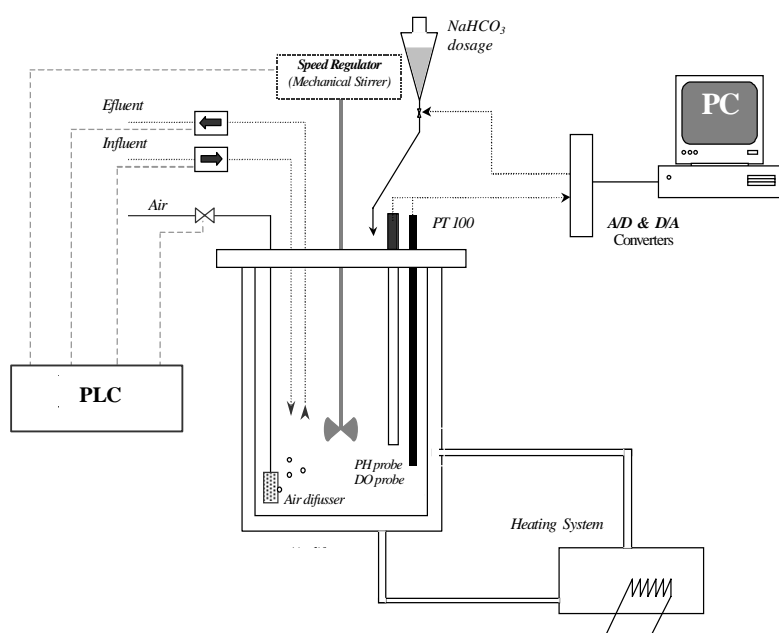 NaHCO3
dosage
Speed Regulator
(Mechanical Stirrer)
Efluent
Influent
Air
PT 100
PC
A/D & D/A
Converters
PLC
PH probe
DO probe
Air difusser
Heating System